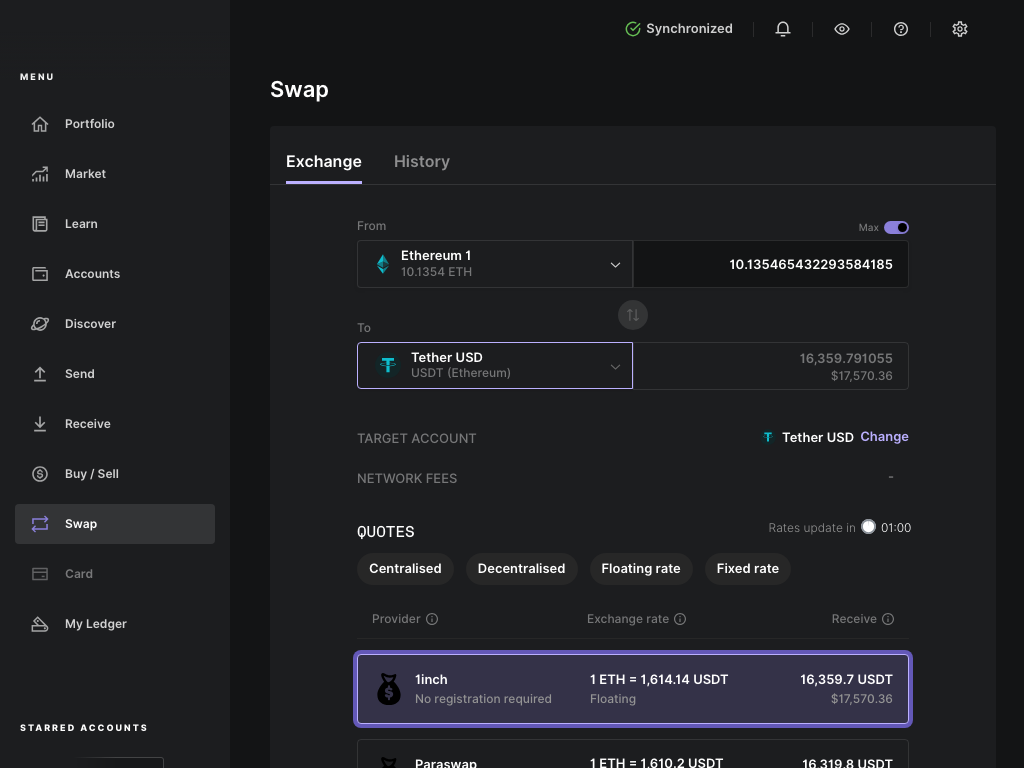 Synchronized
MENU
Portfolio
Market
Learn
Accounts
Discover
Send
Receive
Buy / Sell
Swap
Card
My Ledger
STARRED ACCOUNTS
Swap
Exchange History
From Max
Ethereum 1
10.1354 ETH
10.135465432293584185
To
Tether USD
USDT (Ethereum)
16,359.791055
$17,570.36
TARGET ACCOUNT Tether USD Change
NETWORK FEES -
QUOTES Rates update in 01:00
Centralised Decentralised Floating rate Fixed rate
Provider Exchange rate Receive
1inch 1 ETH = 1,614.14 USDT 16,359.7 USDT
No registration required Floating $17,570.36
Paraswap 1 ETH = 1,610.2 USDT 16,319.8 USDT